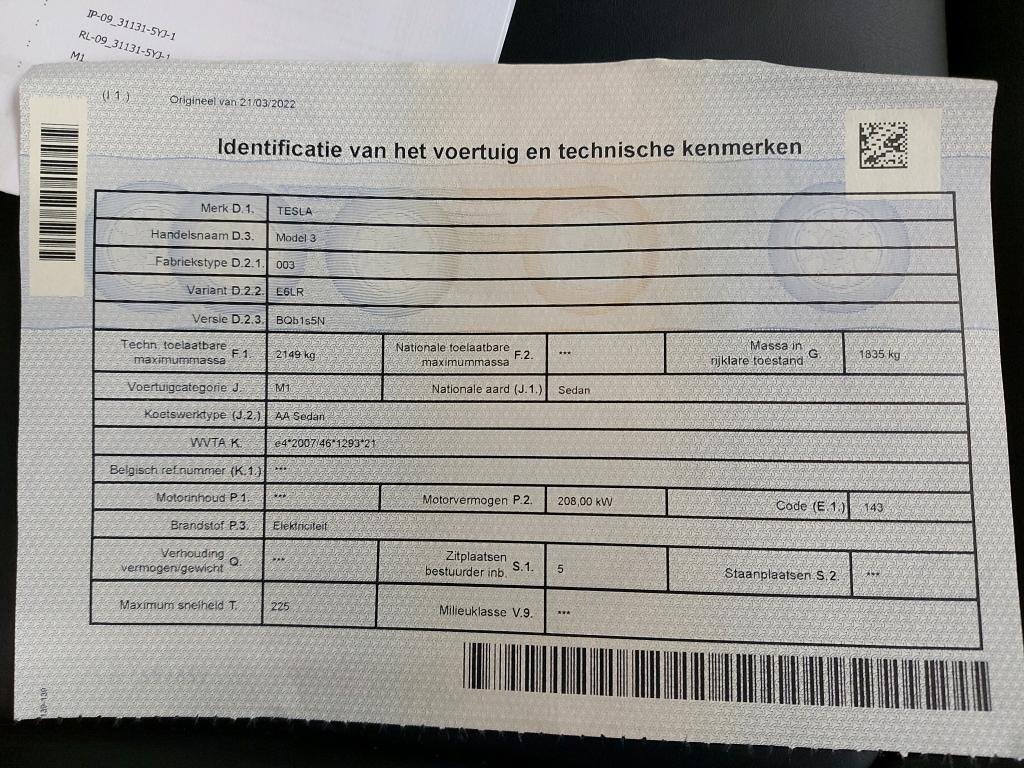 IP-09_31131-5YJ-1
RL-09_31131-5YJ-1
M1
(I 1.) Origineel van 21/03/2022
Identificatie van het voertuig en technische kenmerken
Merk D.1. TESLA
Handelsnaam D.3. Model 3
Fabriekstype D.2.1. 003
Variant D.2.2. E6LR
Versie D.2.3. BQb1s5N
Techn. toelaatbare maximummassa F.1. 2149 kg Nationale toelaatbare maximummassa F.2. *** Massa in rijklare toestand G. 1835 kg
Voertuigcategorie J. M1 Nationale aard (J.1.) Sedan
Koetswerktype (J.2.) AA Sedan
WVTA K. e4*2007/46*1293*21
Belgisch ref.nummer (K.1.) ***
Motorinhoud P.1. *** Motorvermogen P.2. 208,00 kW Code (E.1.) 143
Brandstof P.3. Elektriciteit
Verhouding vermogen/gewicht Q. *** Zitplaatsen bestuurder inb. S.1. 5 Staanplaatsen S.2. ***
Maximum snelheid T. 225 Milieuklasse V.9. ***